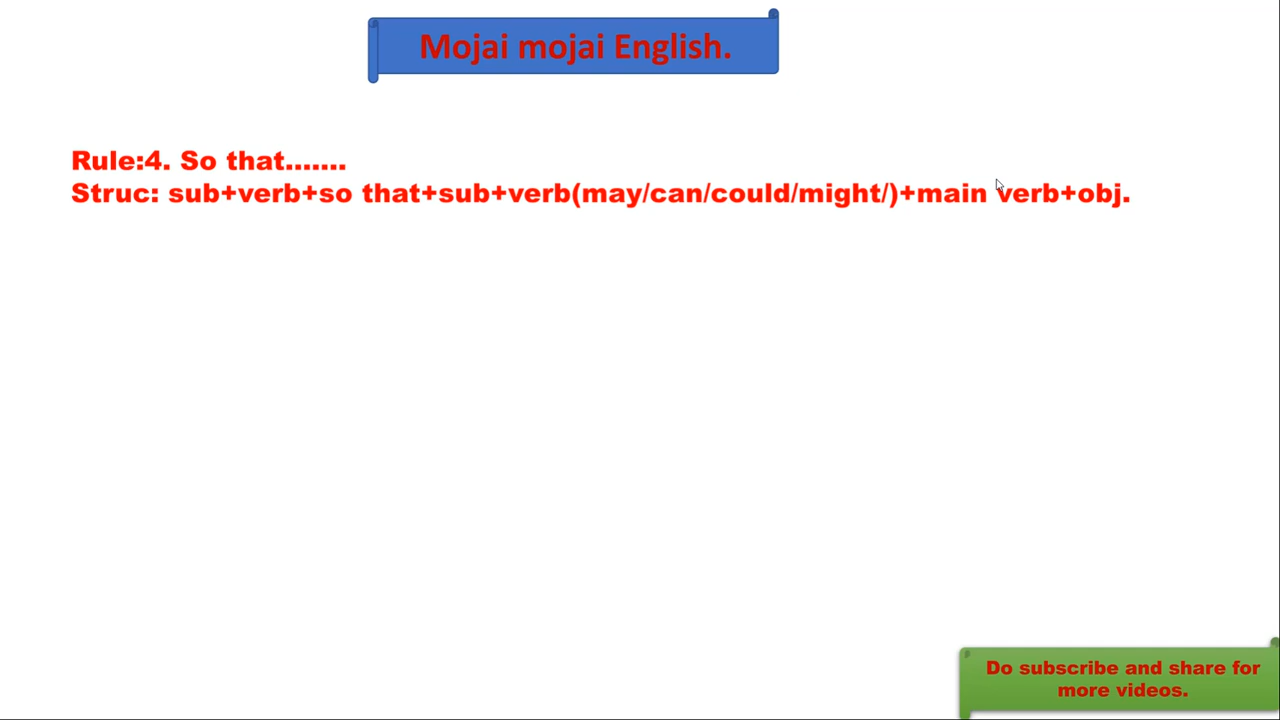 Mojai mojai English.
Rule:4. So that.......
Struc: sub+verb+so that+sub+verb(may/can/could/might/)+main verb+obj.
Do subscribe and share for
more videos.